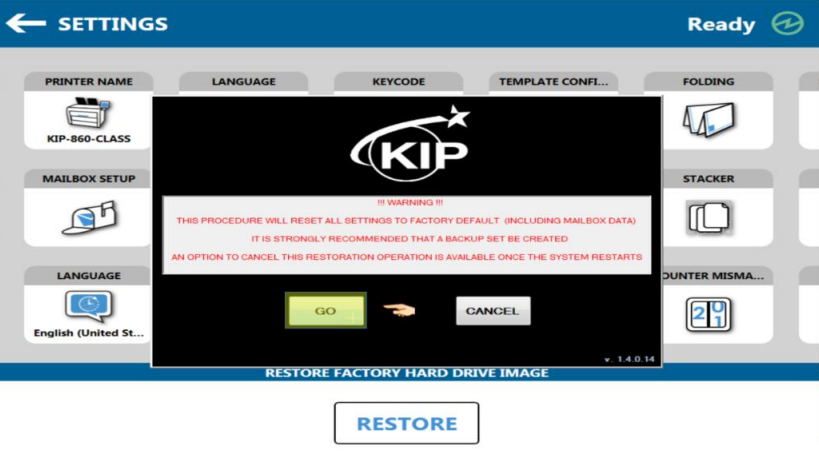 SETTINGS
Ready
PRINTER NAME
LANGUAGE
KEYCODE
TEMPLATE CONFI...
FOLDING
KIP-860-CLASS
KIP
MAILBOX SETUP
STACKER
!!! WARNING !!!
THIS PROCEDURE WILL RESET ALL SETTINGS TO FACTORY DEFAULT (INCLUDING MAILBOX DATA)
IT IS STRONGLY RECOMMENDED THAT A BACKUP SET BE CREATED
AN OPTION TO CANCEL THIS RESTORATION OPERATION IS AVAILABLE ONCE THE SYSTEM RESTARTS
LANGUAGE
OUNTER MISMA...
GO
CANCEL
English (United St...
v. 1.4.0.14
RESTORE FACTORY HARD DRIVE IMAGE
RESTORE